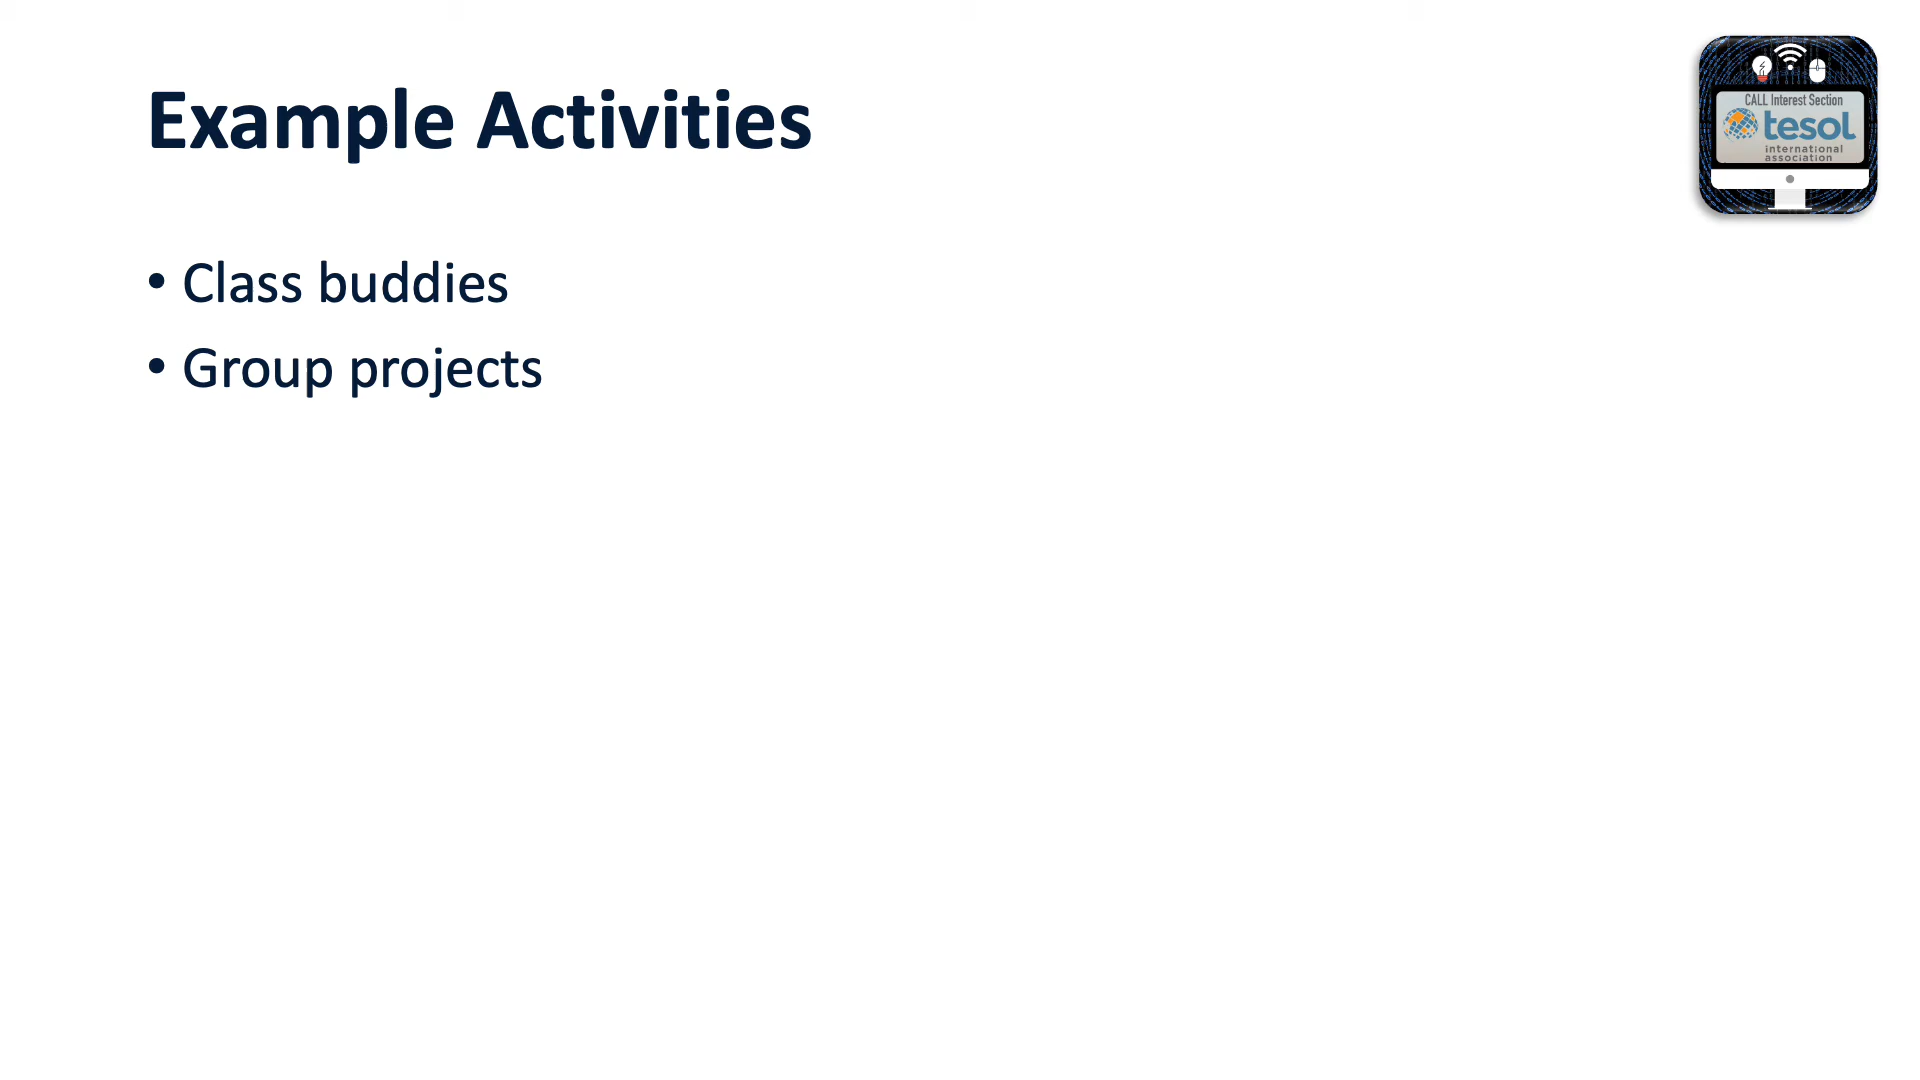 Example Activities
CALL Interest Section
tesol
international
association
• Class buddies
• Group projects